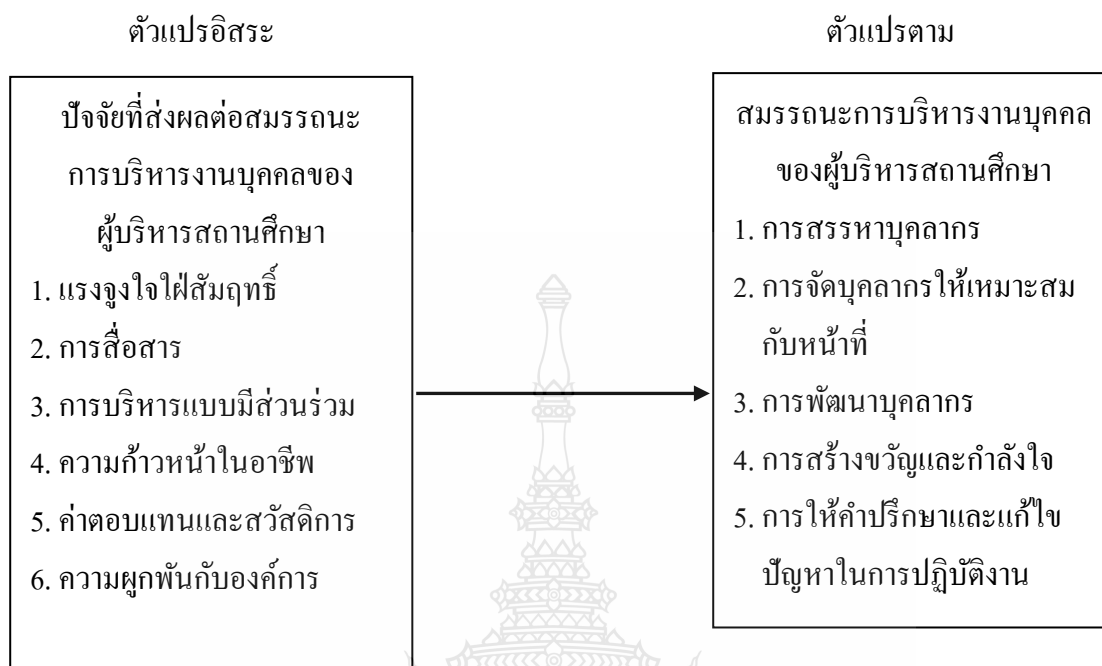 ตัวแปรอิสระ
ปัจจัยที่ส่งผลต่อสมรรถนะ
การบริหารงานบุคคลของ
ผู้บริหารสถานศึกษา
1. แรงจูงใจใฝ่สัมฤทธิ์
2. การสื่อสาร
3. การบริหารแบบมีส่วนร่วม
4. ความก้าวหน้าในอาชีพ
5. ค่าตอบแทนและสวัสดิการ
6. ความผูกพันกับองค์การ
ตัวแปรตาม
สมรรถนะการบริหารงานบุคคล
ของผู้บริหารสถานศึกษา
1. การสรรหาบุคลากร
2. การจัดบุคลากรให้เหมาะสม
กับหน้าที่
3. การพัฒนาบุคลากร
4. การสร้างขวัญและกำลังใจ
5. การให้คำปรึกษาและแก้ไข
ปัญหาในการปฏิบัติงาน